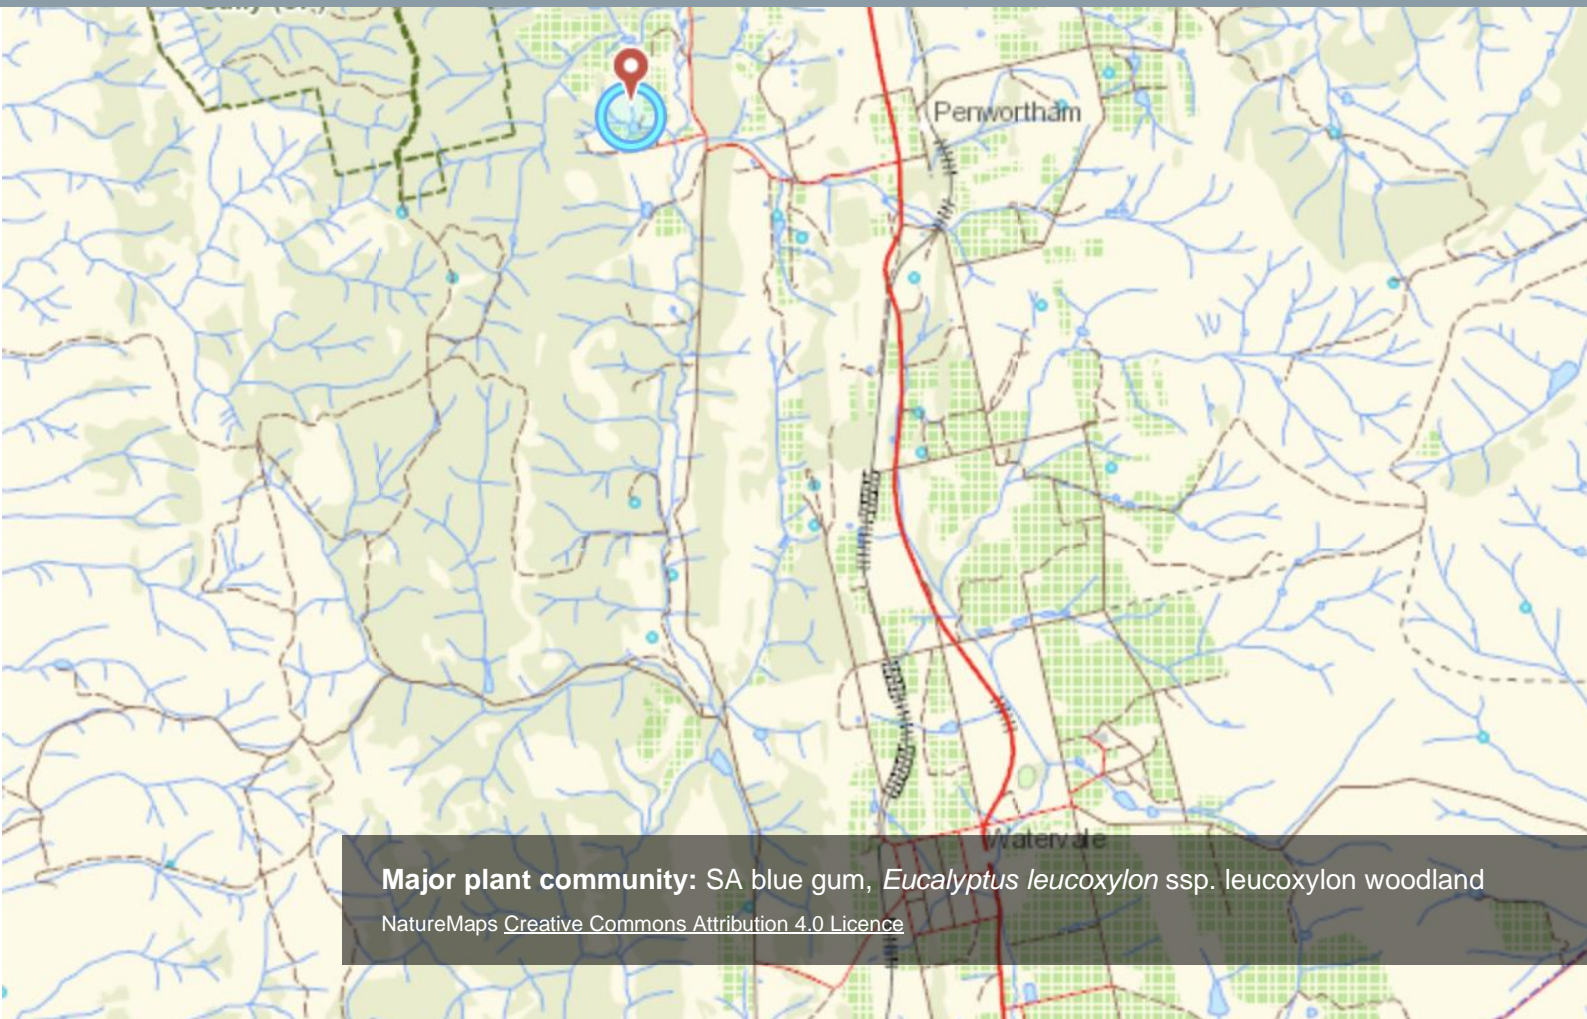 Penwortham
Watervale
Major plant community: SA blue gum, Eucalyptus leucoxylon ssp. leucoxylon woodland
NatureMaps Creative Commons Attribution 4.0 Licence